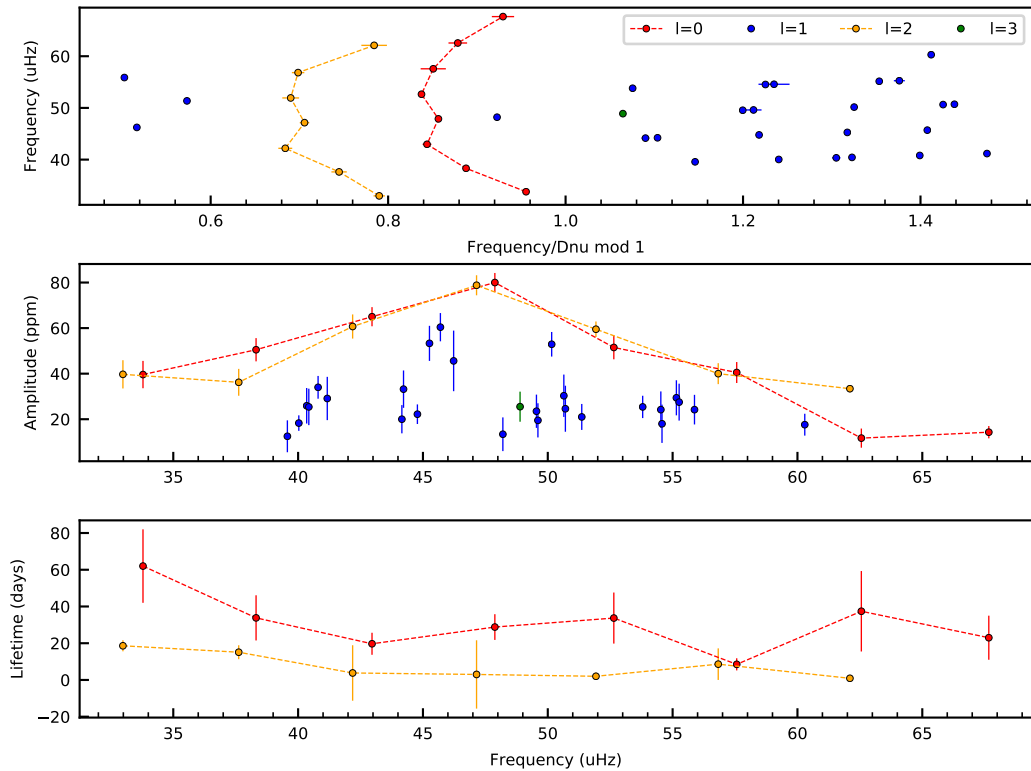 l=0 l=1 l=2 l=3
Frequency (uHz)
60
50
40
0.6 0.8 1.0 1.2 1.4
Frequency/Dnu mod 1
Amplitude (ppm)
80
60
40
20
35 40 45 50 55 60 65
Lifetime (days)
80
60
40
20
0
−20
35 40 45 50 55 60 65
Frequency (uHz)